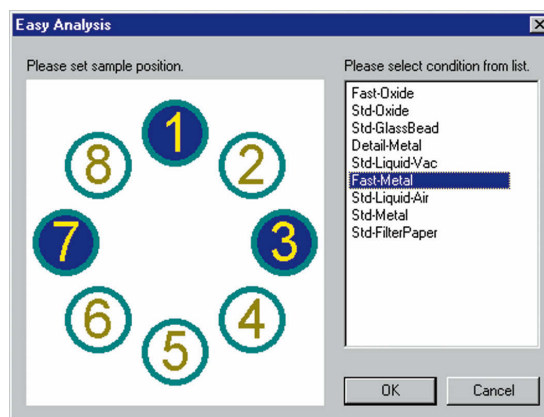 Easy Analysis
Please set sample position.
1
2
3
4
5
6
7
8
Please select condition from list.
Fast-Oxide
Std-Oxide
Std-GlassBead
Detail-Metal
Std-Liquid-Vac
Fast-Metal
Std-Liquid-Air
Std-Metal
Std-FilterPaper
OK
Cancel